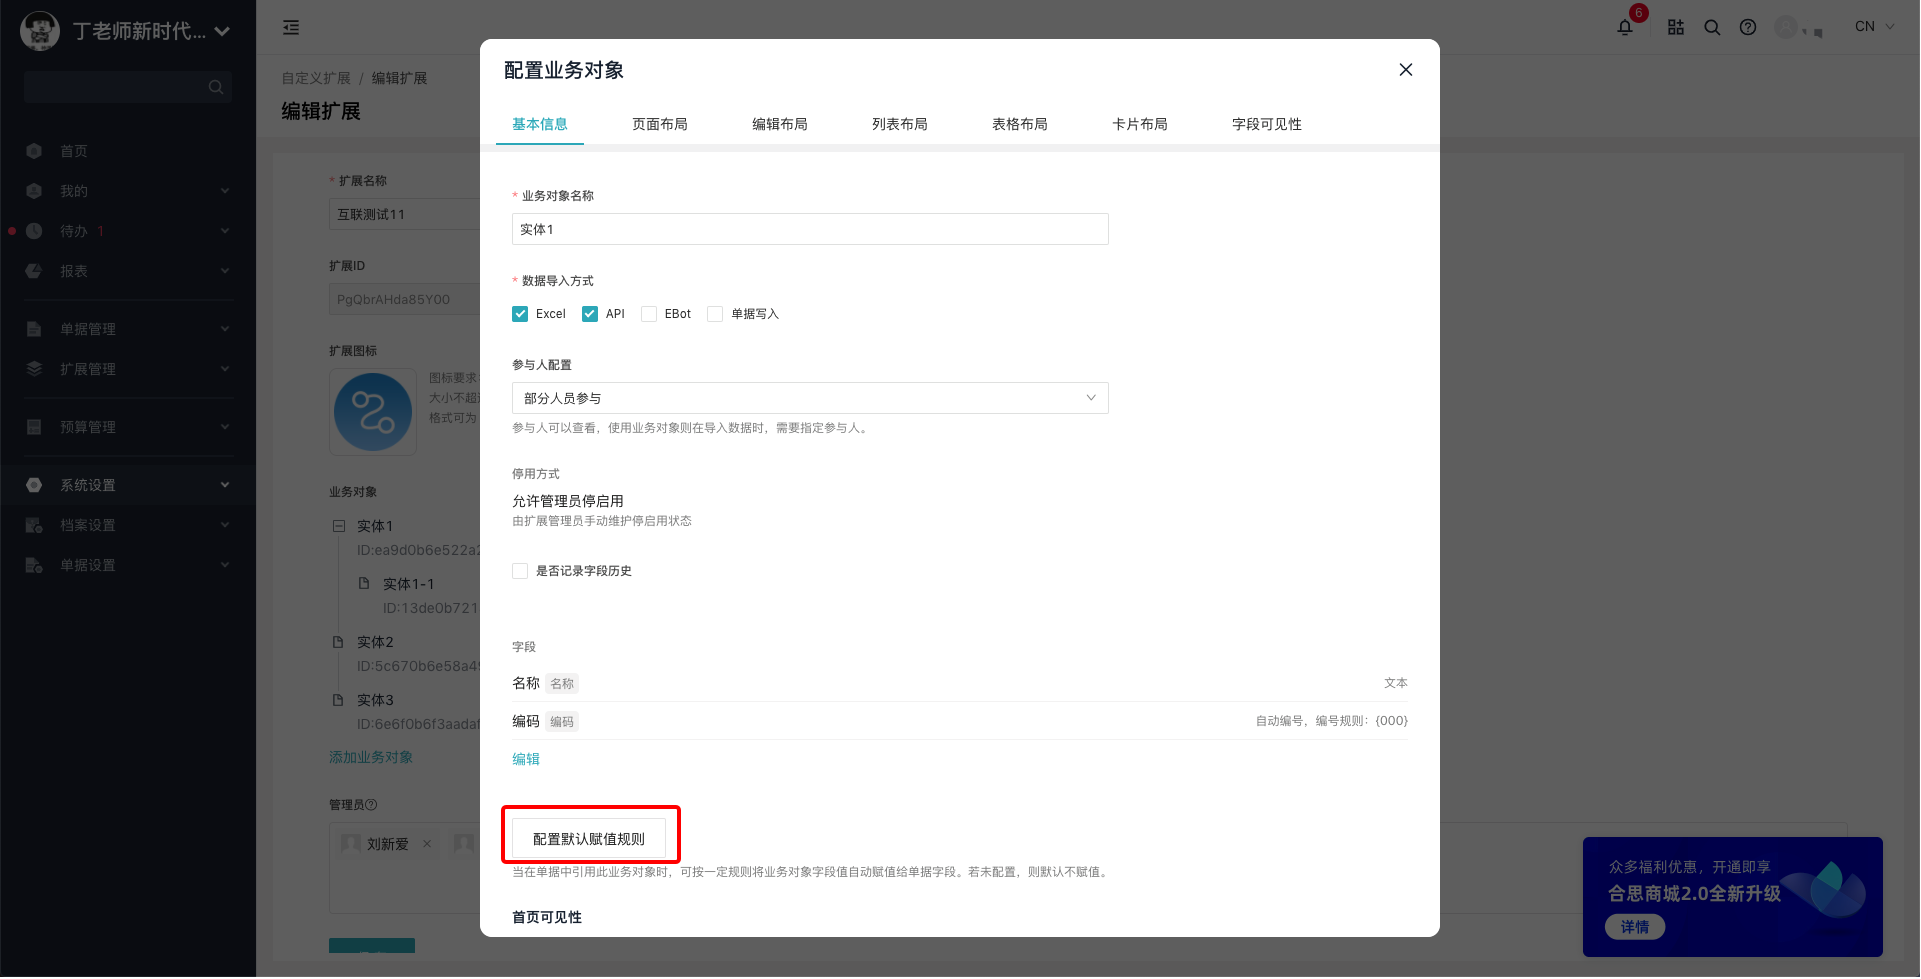 丁老师新时代...
首页
我的
待办 1
报表
单据管理
扩展管理
预算管理
系统设置
档案设置
单据设置
6
CN
自定义扩展 / 编辑扩展
编辑扩展
* 扩展名称
互联测试11
扩展ID
PgQbrAHda85Y00
扩展图标
图标要求:
大小不超
格式可为
业务对象
实体1
ID:ea9d0b6e522a2
实体1-1
ID:13de0b721
实体2
ID:5c670b6e58a49
实体3
ID:6e6f0b6f3aadaf
添加业务对象
管理员
刘新爱 ×
配置业务对象
基本信息
页面布局
编辑布局
列表布局
表格布局
卡片布局
字段可见性
* 业务对象名称
实体1
* 数据导入方式
Excel API EBot 单据写入
参与人配置
部分人员参与
参与人可以查看，使用业务对象则在导入数据时，需要指定参与人。
停用方式
允许管理员停启用
由扩展管理员手动维护停启用状态
是否记录字段历史
字段
名称 名称 文本
编码 编码 自动编号，编号规则：{000}
编辑
配置默认赋值规则
当在单据中引用此业务对象时，可按一定规则将业务对象字段值自动赋值给单据字段。若未配置，则默认不赋值。
首页可见性
众多福利优惠，开通即享
合思商城2.0全新升级
详情